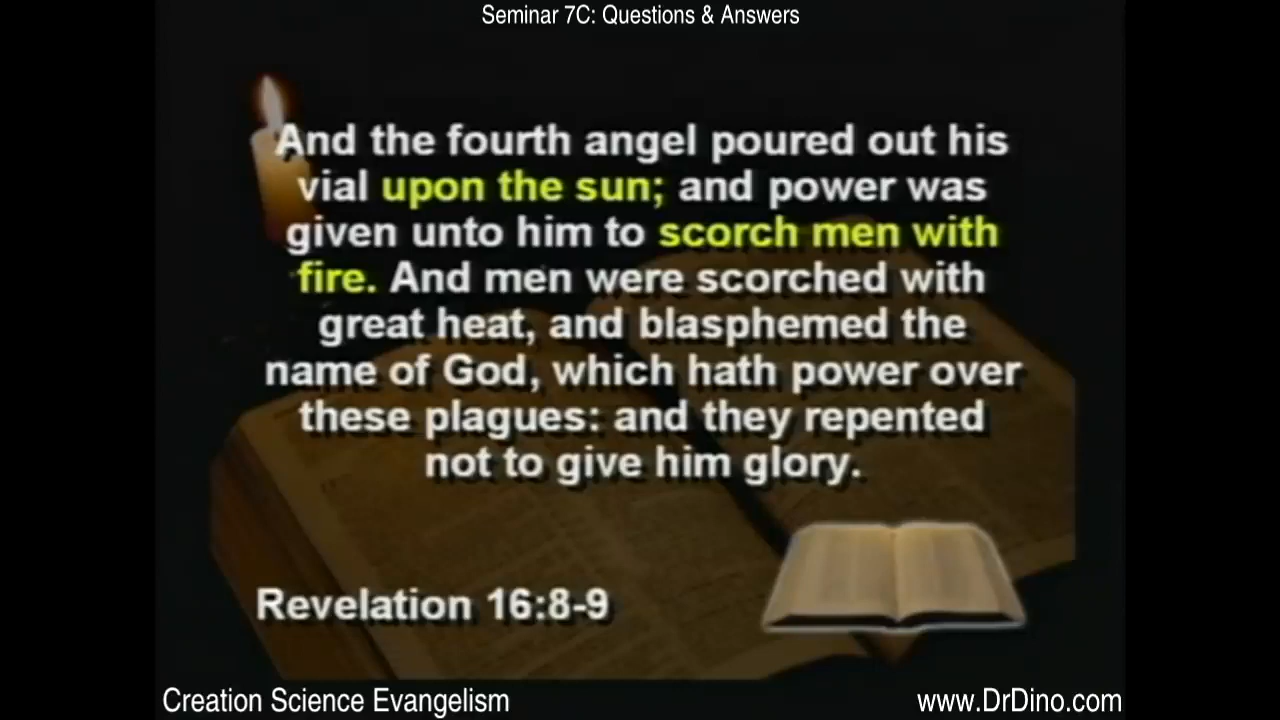 Seminar 7C: Questions & Answers
And the fourth angel poured out his
vial upon the sun; and power was
given unto him to scorch men with
fire. And men were scorched with
great heat, and blasphemed the
name of God, which hath power over
these plagues: and they repented
not to give him glory.
Revelation 16:8-9
Creation Science Evangelism
www.DrDino.com